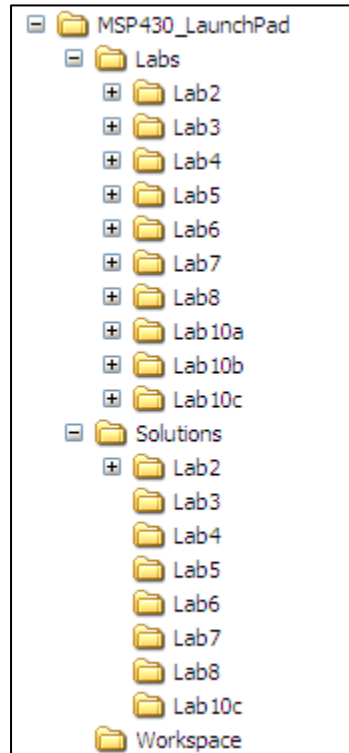 MSP430_LaunchPad
Labs
Lab2
Lab3
Lab4
Lab5
Lab6
Lab7
Lab8
Lab10a
Lab10b
Lab10c
Solutions
Lab2
Lab3
Lab4
Lab5
Lab6
Lab7
Lab8
Lab10c
Workspace